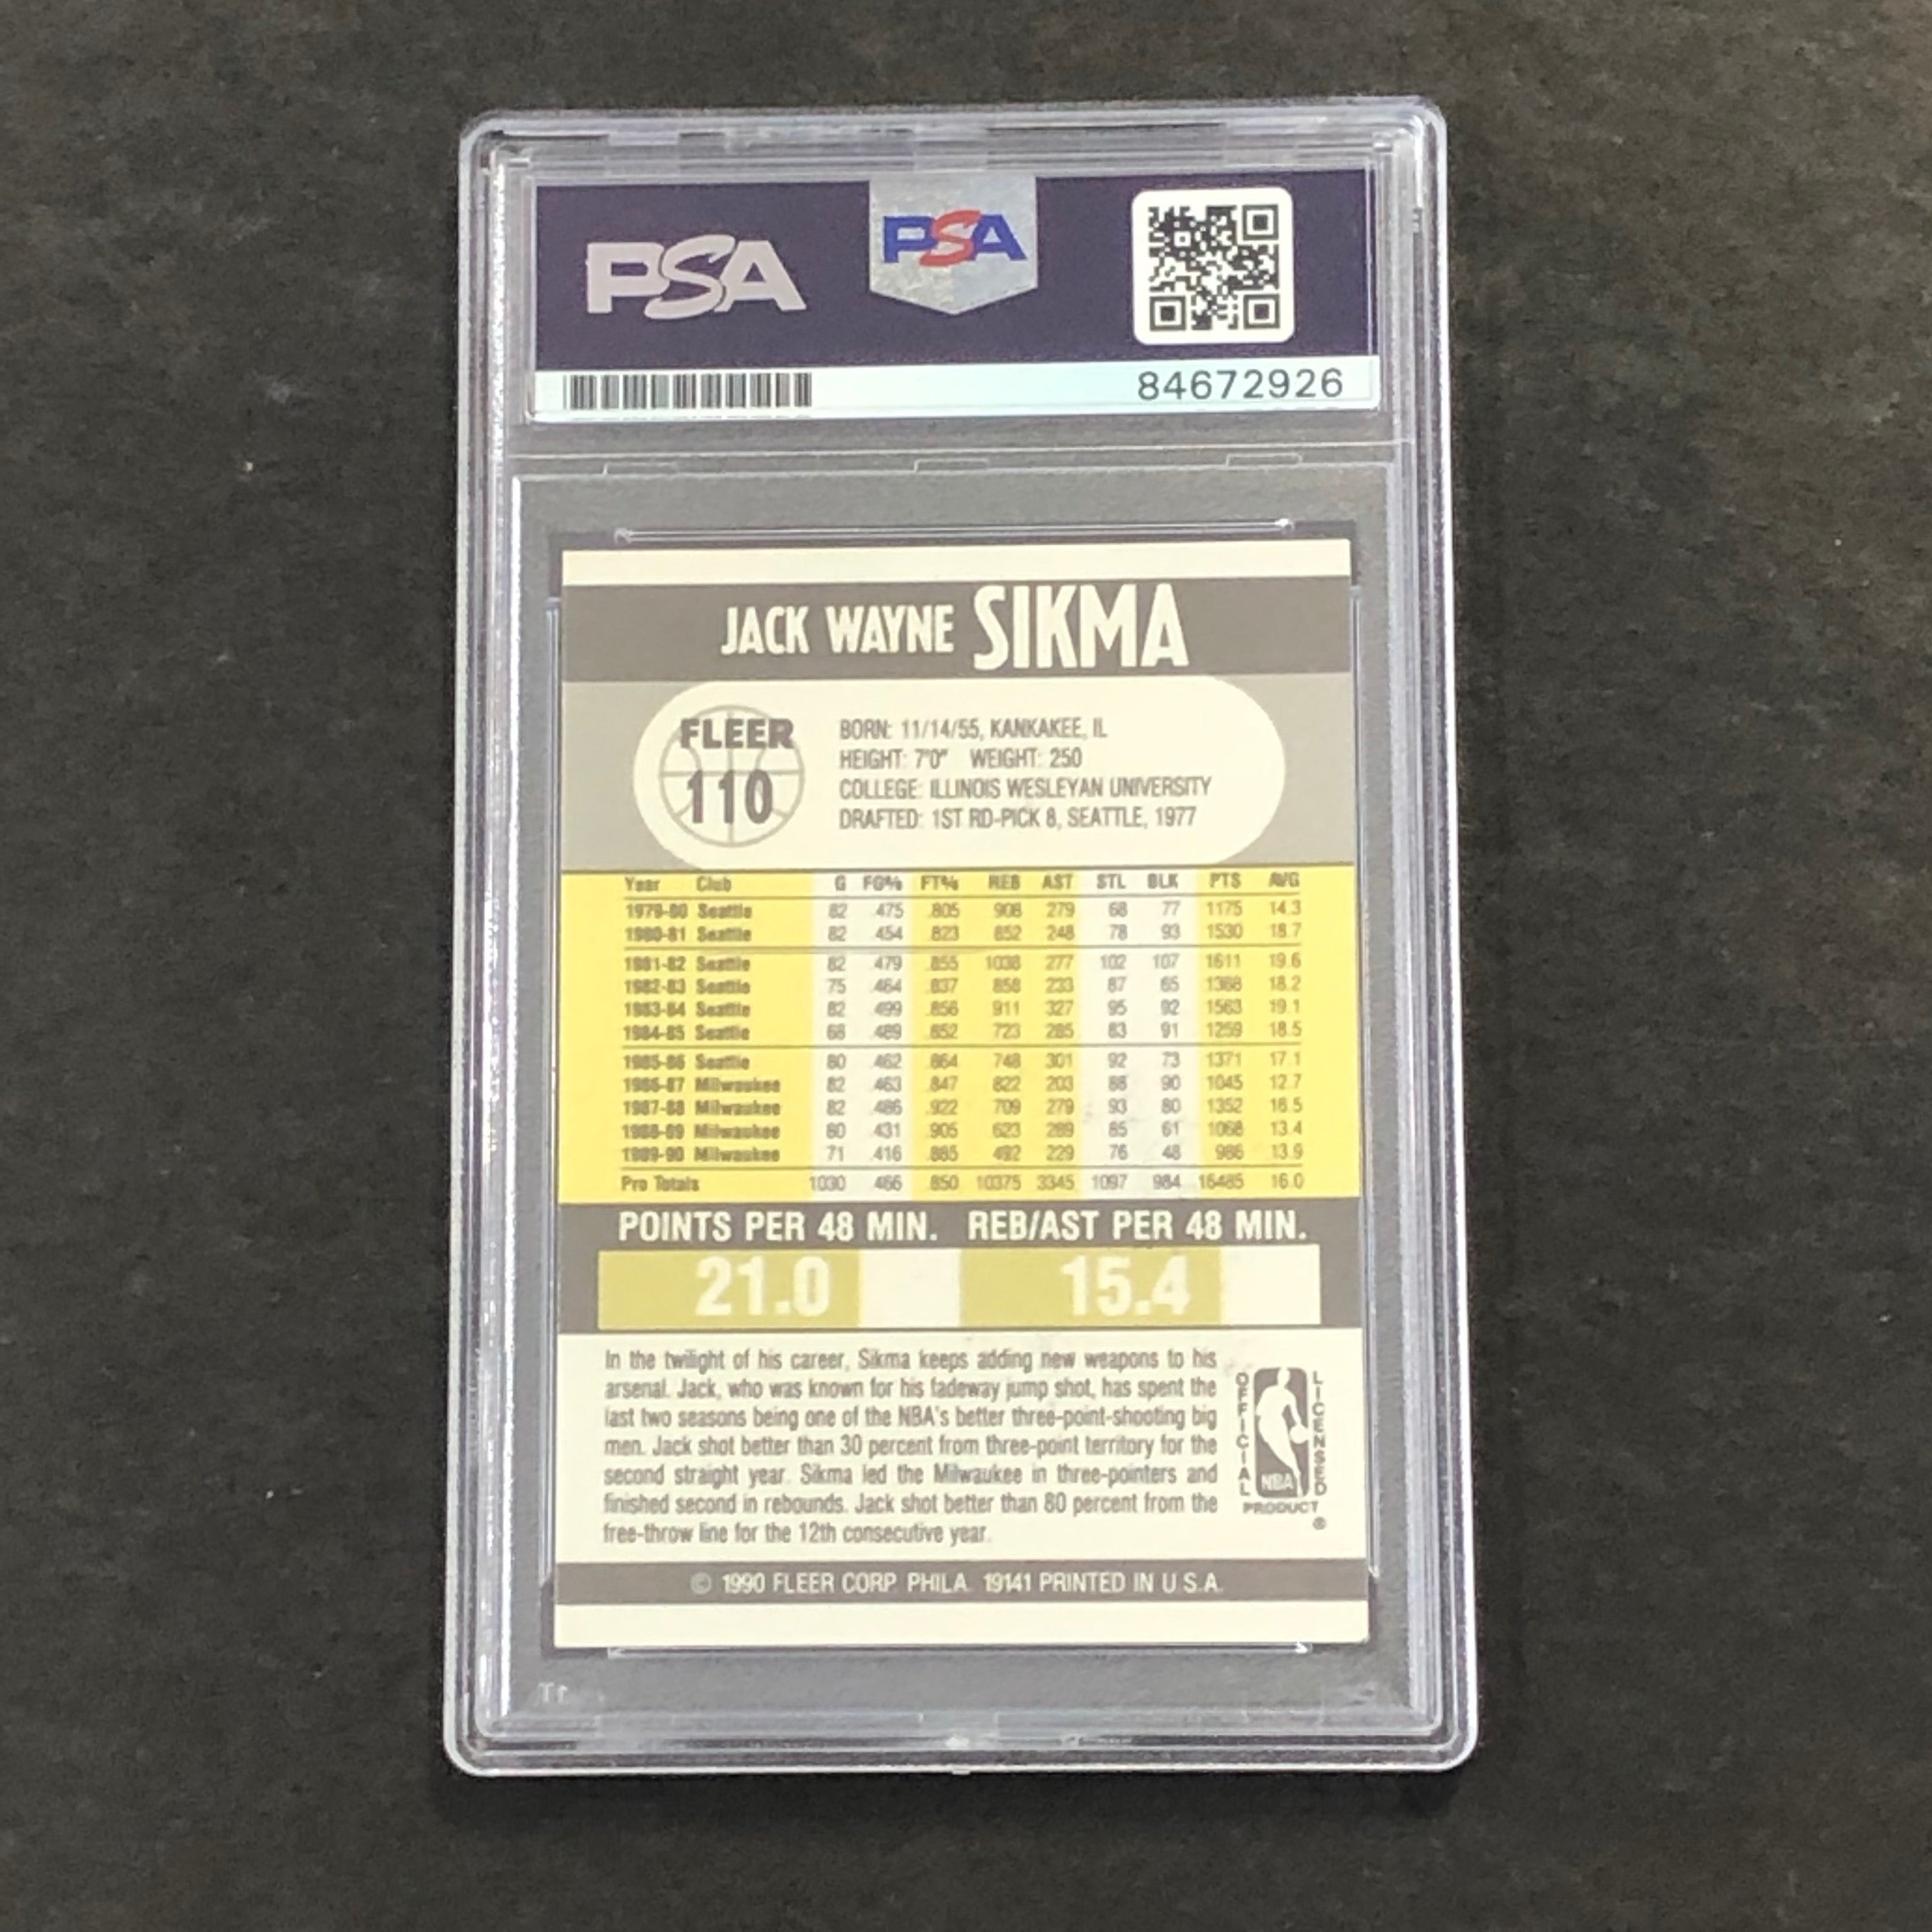 PSA PSA
84672926
JACK WAYNE SIKMA
FLEER
110
BORN: 11/14/55, KANKAKEE, IL
HEIGHT: 7'0" WEIGHT: 250
COLLEGE: ILLINOIS WESLEYAN UNIVERSITY
DRAFTED: 1ST RD-PICK 8, SEATTLE, 1977
Year Club G FG% FT% REB AST STL BLK PTS AVG
1979-80 Seattle 82 .475 .805 908 279 68 77 1175 14.3
1980-81 Seattle 82 .454 .823 852 248 78 93 1530 18.7
1981-82 Seattle 82 .479 .855 1038 277 102 107 1611 19.6
1982-83 Seattle 75 .464 .837 858 233 87 65 1368 18.2
1983-84 Seattle 82 .499 .856 911 327 95 92 1563 19.1
1984-85 Seattle 68 .489 .852 723 285 83 91 1259 18.5
1985-86 Seattle 80 .462 .864 748 301 92 73 1371 17.1
1986-87 Milwaukee 82 .463 .847 822 203 88 90 1045 12.7
1987-88 Milwaukee 82 .486 .922 709 279 93 80 1352 16.5
1988-89 Milwaukee 80 .431 .905 623 289 85 61 1068 13.4
1989-90 Milwaukee 71 .416 .885 492 229 76 48 986 13.9
Pro Totals 1030 .466 .850 10375 3345 1097 984 16485 16.0
POINTS PER 48 MIN. REB/AST PER 48 MIN.
21.0 15.4
In the twilight of his career, Sikma keeps adding new weapons to his
arsenal. Jack, who was known for his fadeway jump shot, has spent the
last two seasons being one of the NBA's better three-point-shooting big
men. Jack shot better than 30 percent from three-point territory for the
second straight year. Sikma led the Milwaukee in three-pointers and
finished second in rebounds. Jack shot better than 80 percent from the
free-throw line for the 12th consecutive year.
OFFICIAL LICENSED
NBA
PRODUCT
®
© 1990 FLEER CORP PHILA. 19141 PRINTED IN U.S.A.